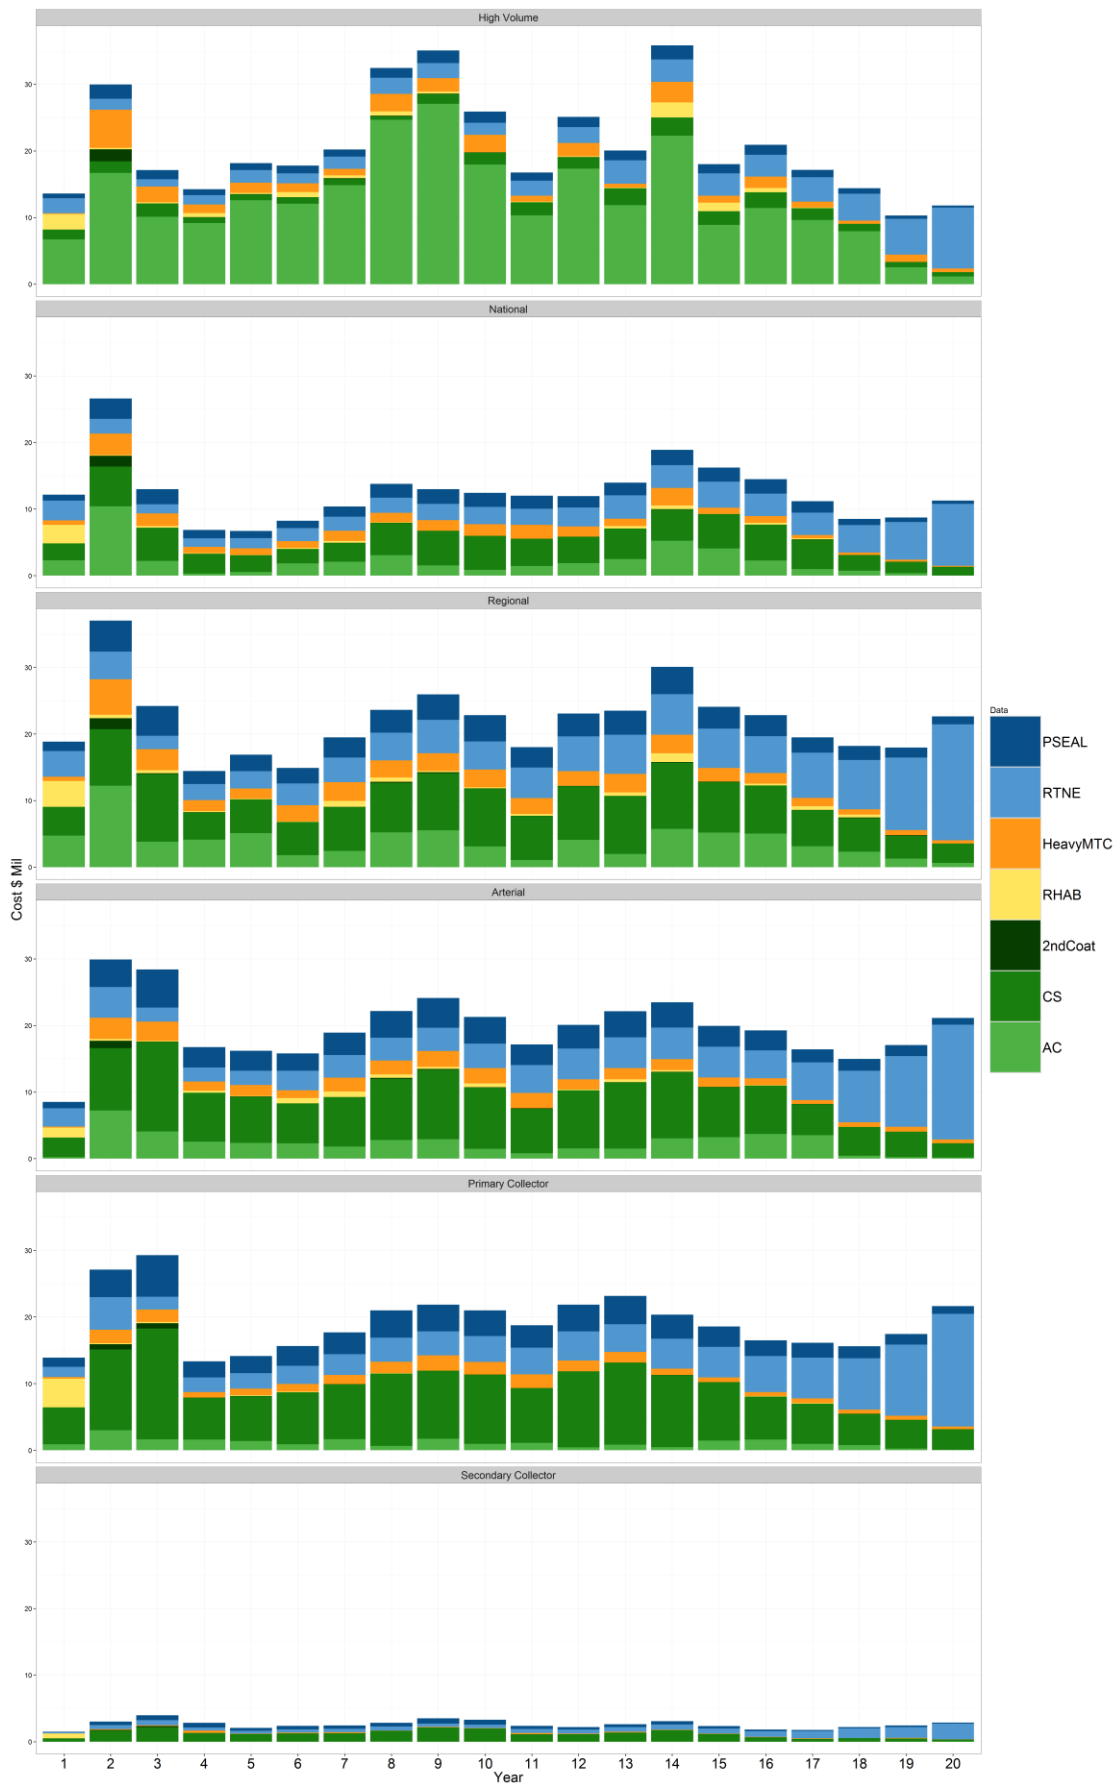 High Volume
30
20
10
0
National
30
20
10
0
Regional
30
20
10
0
Arterial
30
20
10
0
Primary Collector
30
20
10
0
Secondary Collector
30
20
10
0
1 2 3 4 5 6 7 8 9 10 11 12 13 14 15 16 17 18 19 20
Year
Cost $ Mil
Data
PSEAL
RTNE
HeavyMTC
RHAB
2ndCoat
CS
AC